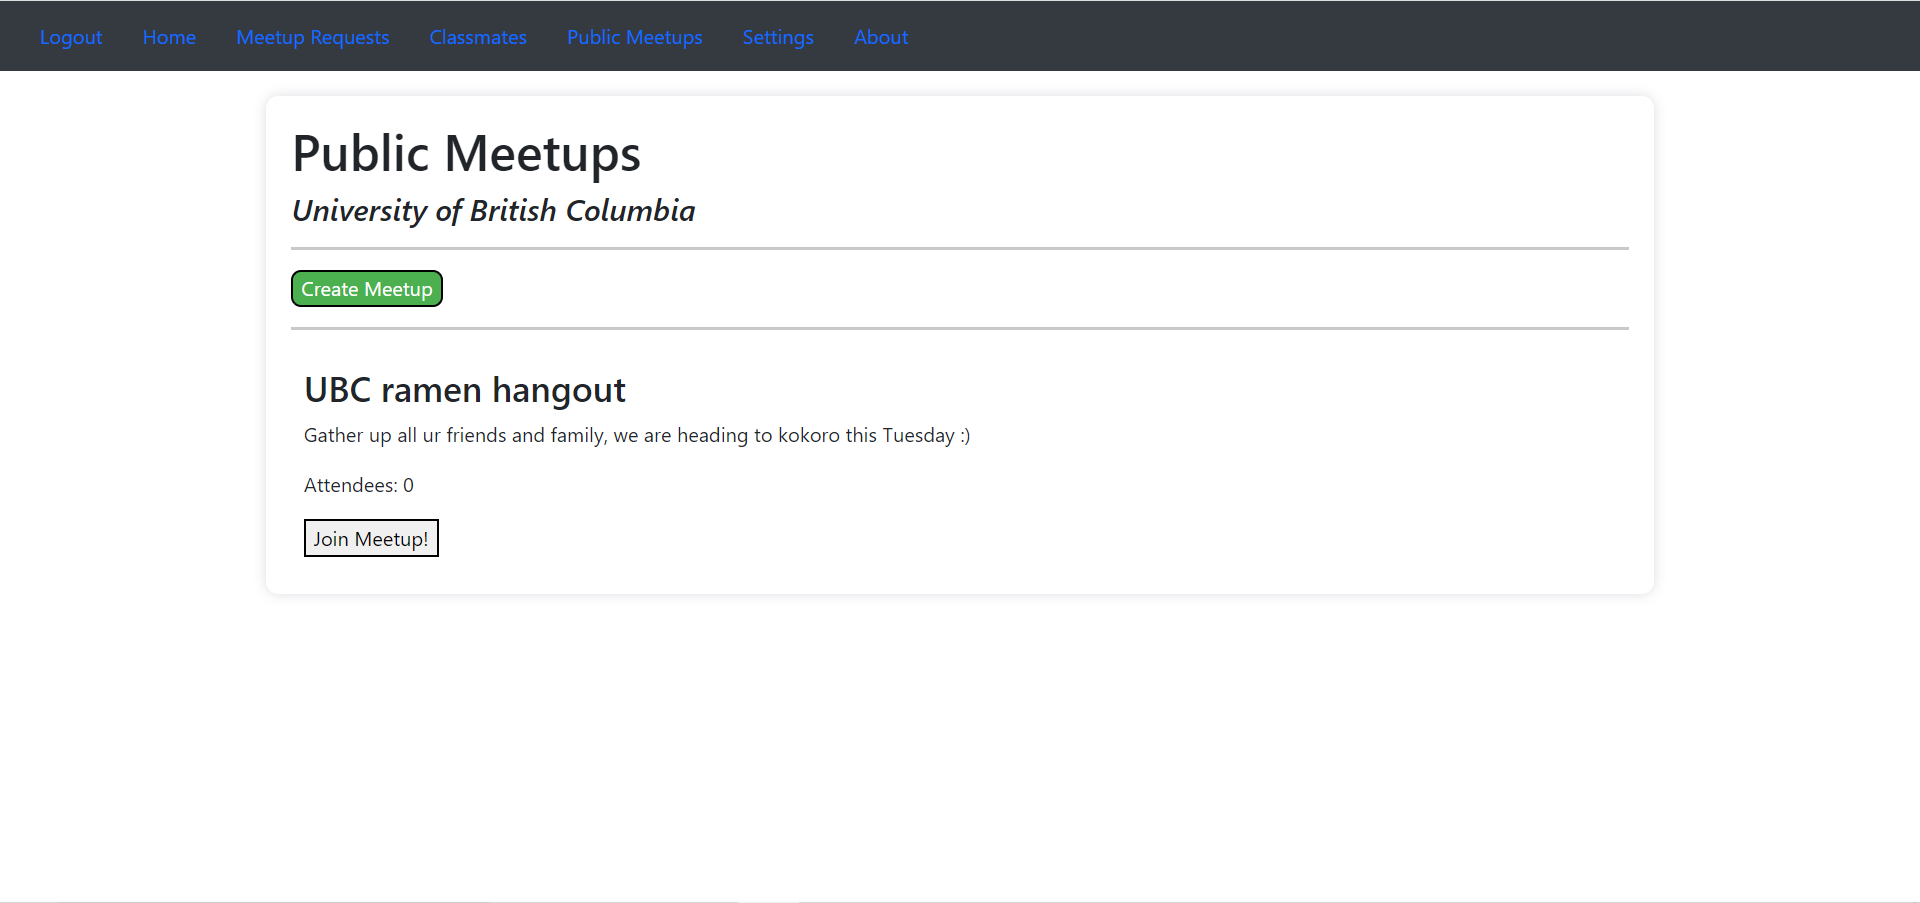 Logout Home Meetup Requests Classmates Public Meetups Settings About
Public Meetups
University of British Columbia
Create Meetup
UBC ramen hangout
Gather up all ur friends and family, we are heading to kokoro this Tuesday :)
Attendees: 0
Join Meetup!